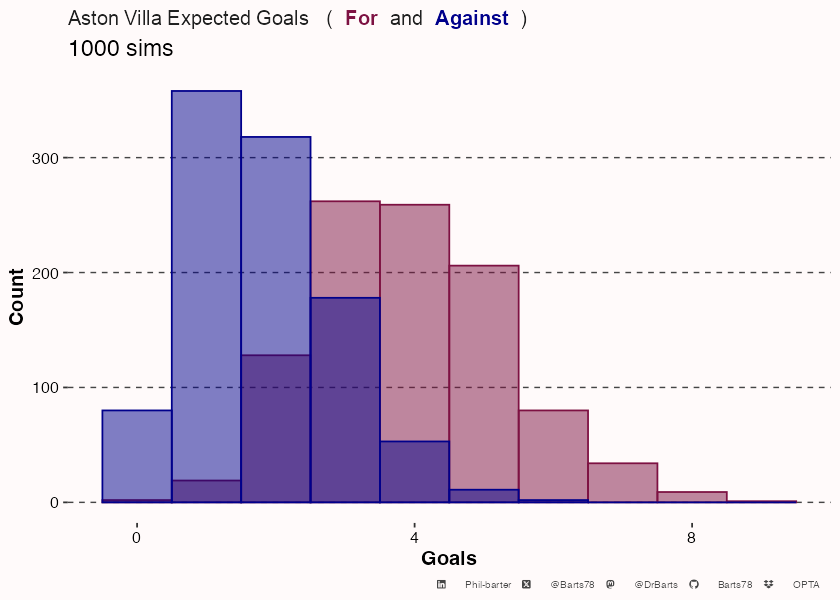 Aston Villa Expected Goals ( For and Against )
1000 sims
Count
300
200
100
0
0 4 8
Goals
Phil-barter @Barts78 @DrBarts Barts78 OPTA